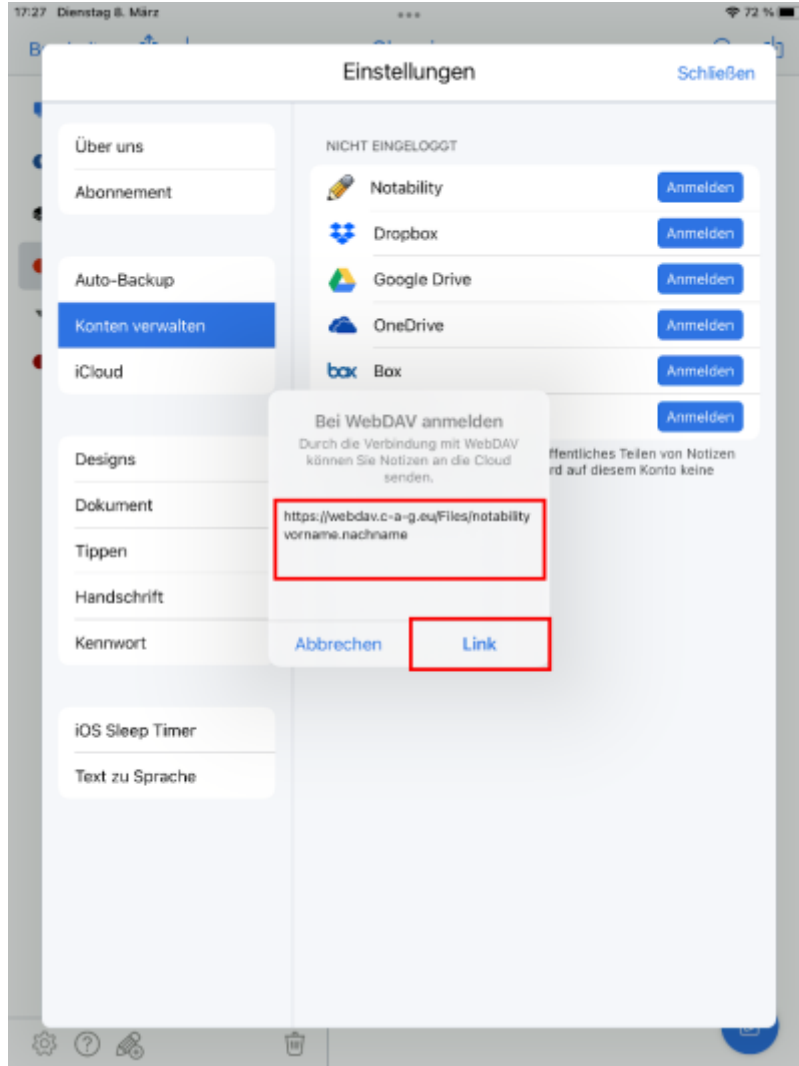 17:27 Dienstag 8. März
72 %
Einstellungen
Schließen
Über uns
Abonnement
Auto-Backup
Konten verwalten
iCloud
Designs
Dokument
Tippen
Handschrift
Kennwort
iOS Sleep Timer
Text zu Sprache
NICHT EINGELOGGT
Notability
Anmelden
Dropbox
Anmelden
Google Drive
Anmelden
OneDrive
Anmelden
box Box
Anmelden
Anmelden
ffentliches Teilen von Notizen
rd auf diesem Konto keine
Bei WebDAV anmelden
Durch die Verbindung mit WebDAV
können Sie Notizen an die Cloud
senden.
https://webdav.c-a-g.eu/Files/notability
vorname.nachname
Abbrechen
Link